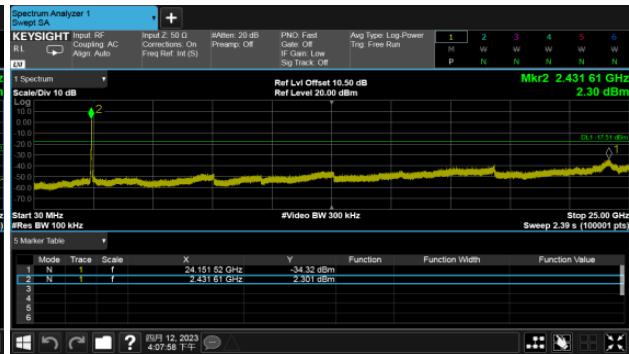 Spectrum Analyzer 1
Swept SA
+
KEYSIGHT Input: RF Input Z: 50 Ω #Atten: 20 dB PNO: Fast Avg Type: Log-Power 1 2 3 4 5 6
R L Coupling: AC Corrections: On Preamp: Off Gate: Off Trig: Free Run M W W W W W
Align: Auto Freq Ref: Int (S) IF Gain: Low P N N N N N
LXI Sig Track: Off
1 Spectrum Ref Lvl Offset 10.50 dB Mkr2 2.431 61 GHz
Scale/Div 10 dB Ref Level 20.00 dBm 2.30 dBm
Log
10.0
0.00
-10.0
-20.0
-30.0
-40.0
-50.0
-60.0
-70.0
2
DL1 -17.51 dBm
1
Start 30 MHz #Video BW 300 kHz Stop 25.00 GHz
#Res BW 100 kHz Sweep 2.39 s (100001 pts)
5 Marker Table
Mode Trace Scale X Y Function Function Width Function Value
1 N 1 f 24.151 52 GHz -34.32 dBm
2 N 1 f 2.431 61 GHz 2.301 dBm
3
4
5
6
? 四月 12, 2023
4:07:58 下午